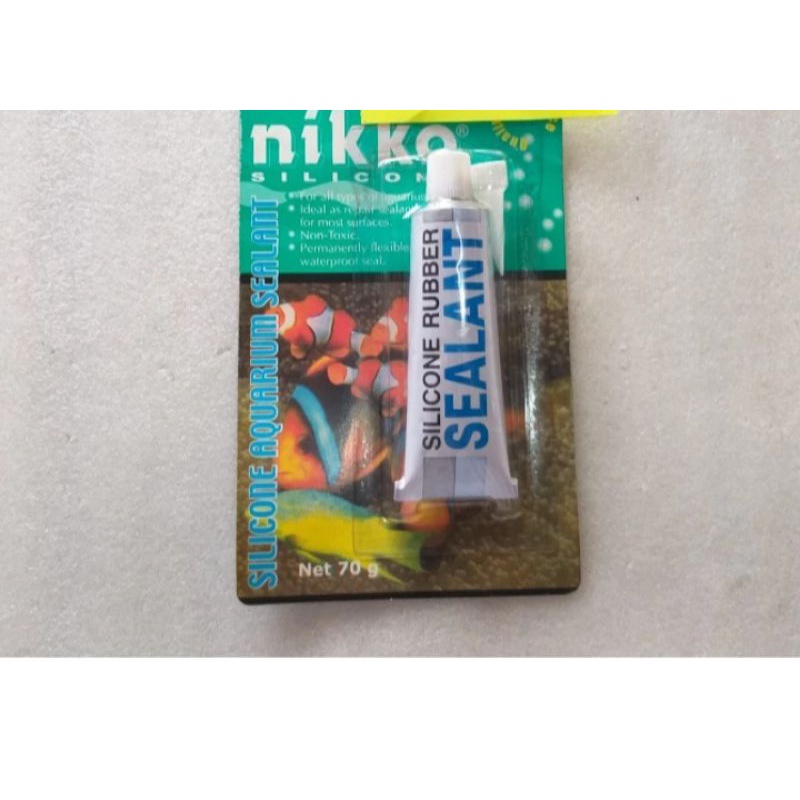 nikko®
SILICON
• For all types of aquarium
• Ideal as repair sealant
for most surfaces.
• Non-Toxic.
• Permanently flexible
waterproof seal.
SILICONE AQUARIUM SEALANT
SILICONE RUBBER
SEALANT
Net 70 g